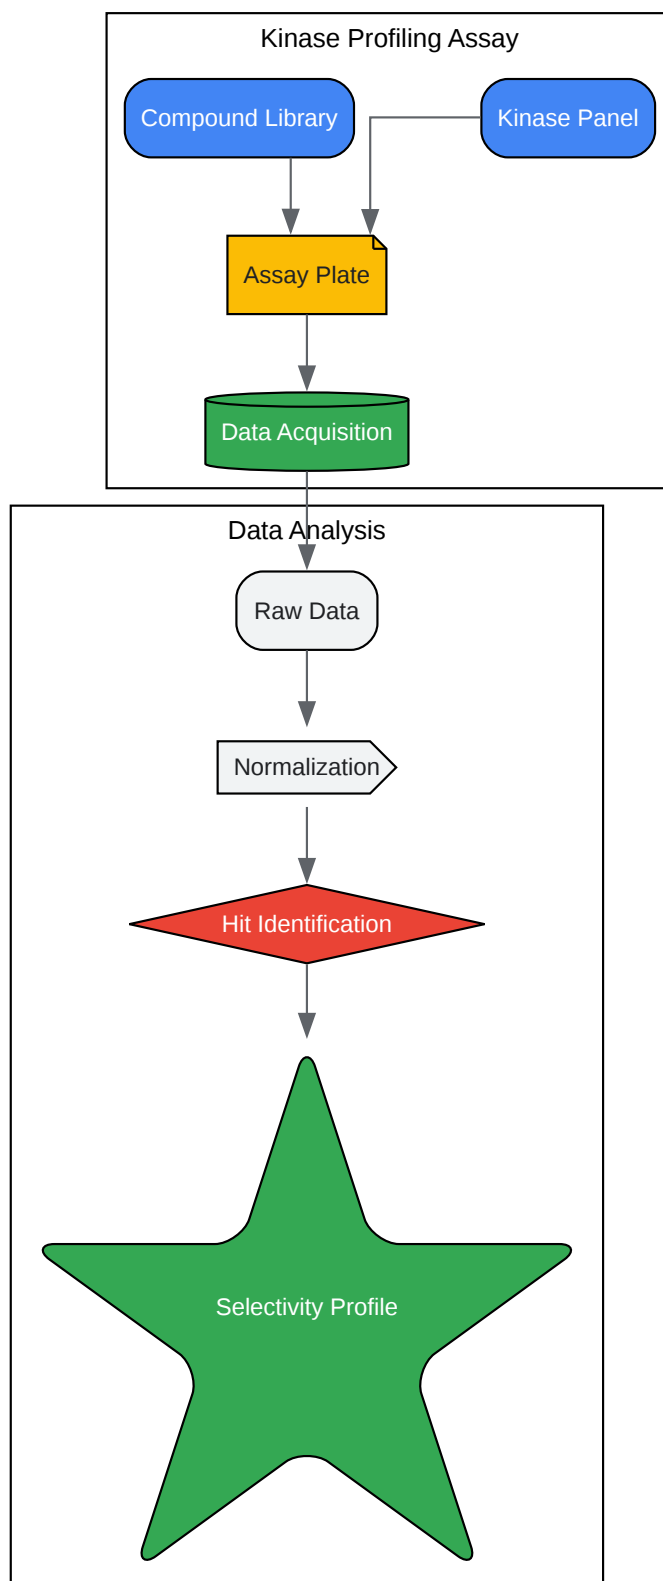 Kinase Profiling Assay
Compound Library
Kinase Panel
Assay Plate
Data Acquisition
Data Analysis
Raw Data
Normalization
Hit Identification
Selectivity Profile